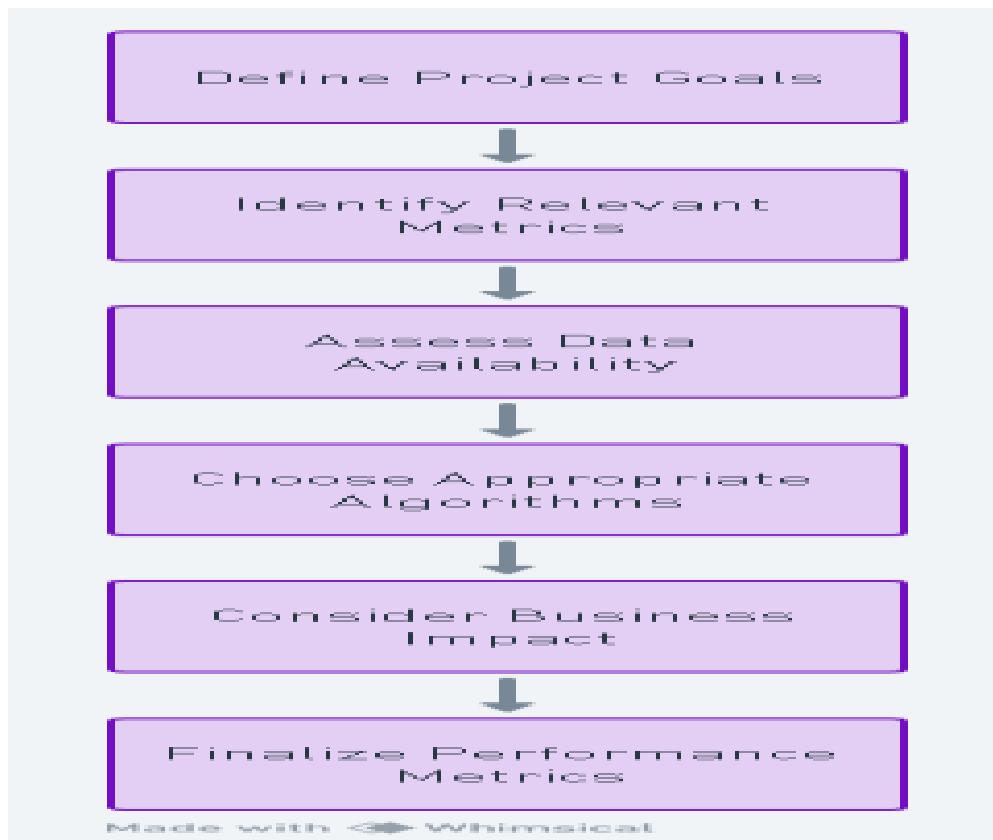 Define Project Goals
Identify Relevant
Metrics
Assess Data
Availability
Choose Appropriate
Algorithms
Consider Business
Impact
Finalize Performance
Metrics
Made with Whimsical